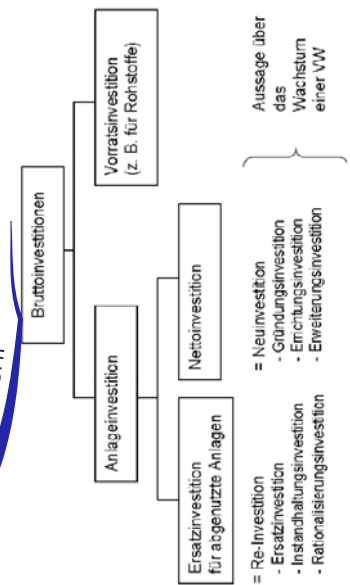 Bruttoinvestitionen
Anlageinvestition
Vorratsinvestition
(z. B. für Rohstoffe)
Ersatzinvestition
für abgenutzte Anlagen
Nettoinvestition
= Re-Investition
- Ersatzinvestition
- Instandhaltungsinvestition
- Rationalisierungsinvestition
= Neuinvestition
- Gründungsinvestition
- Errichtungsinvestition
- Erweiterungsinvestition
Aussage über
das
Wachstum
einer VW